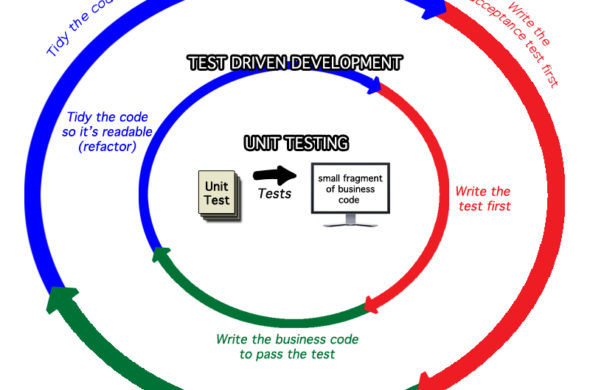 Tidy the code
Write the
acceptance test first
TEST DRIVEN DEVELOPMENT
Tidy the code
so it's readable
(refactor)
UNIT TESTING
Unit
Test
Tests
small fragment
of business
code
Write the
test first
Write the business code
to pass the test